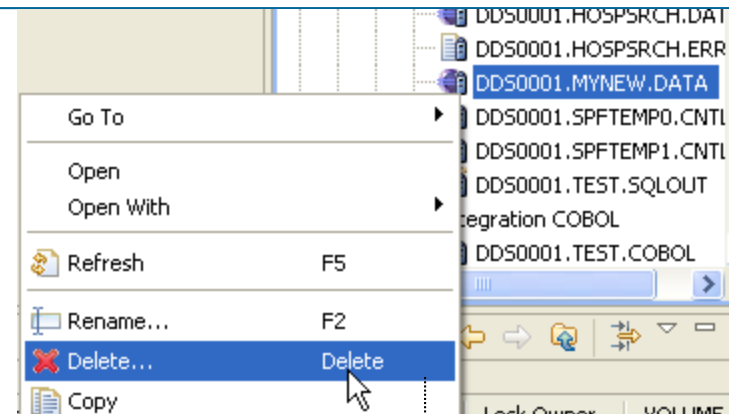 DDS0001.HOSPSRCH.DAT
DDS0001.HOSPSRCH.ERR
DDS0001.MYNEW.DATA
Go To
DDS0001.SPFTEMP0.CNTL
DDS0001.SPFTEMP1.CNTL
Open
DDS0001.TEST.SQLOUT
Open With
tegration COBOL
DDS0001.TEST.COBOL
Refresh F5
Rename... F2
Delete... Delete
Copy
Lock Owner VOLUME